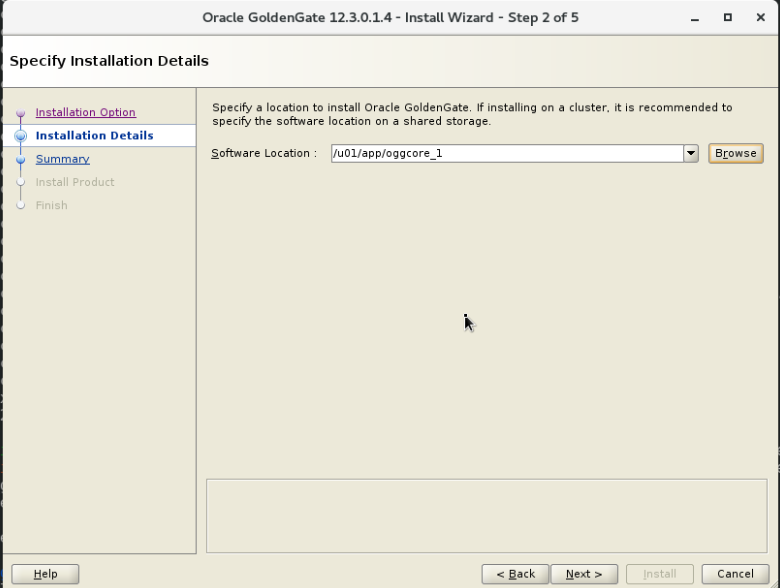 Oracle GoldenGate 12.3.0.1.4 - Install Wizard - Step 2 of 5
Specify Installation Details
Installation Option
Installation Details
Summary
Install Product
Finish
Specify a location to install Oracle GoldenGate. If installing on a cluster, it is recommended to
specify the software location on a shared storage.
Software Location : /u01/app/oggcore_1 Browse
Help < Back Next > Install Cancel